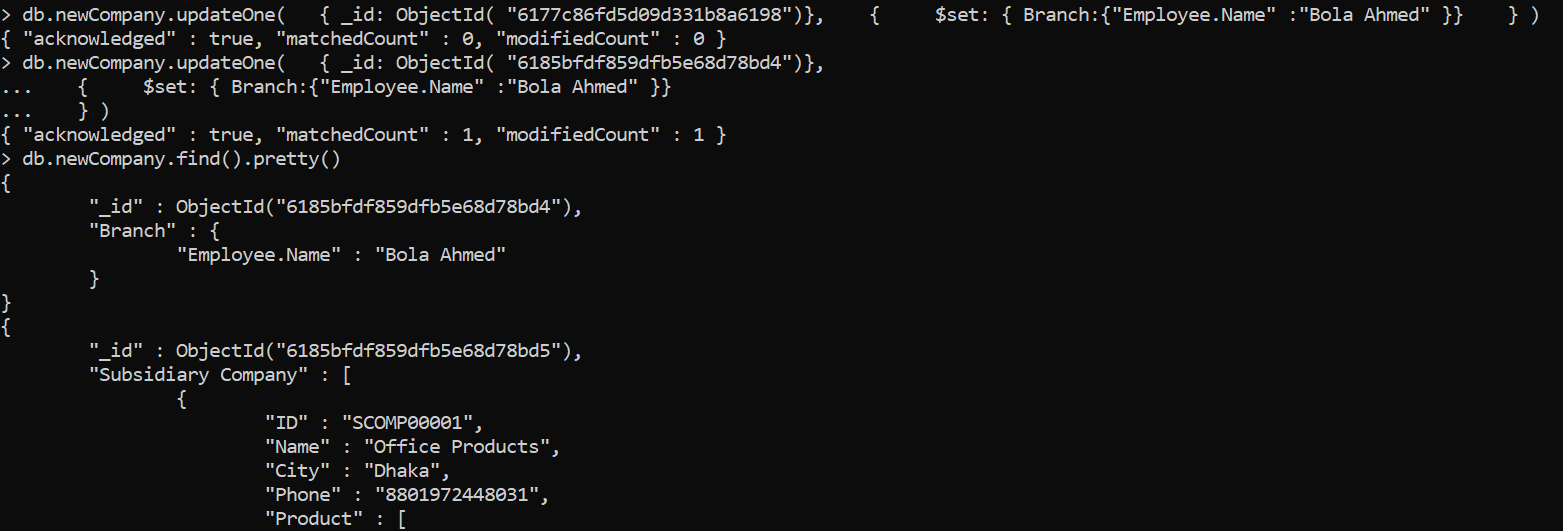 > db.newCompany.updateOne(   { _id: ObjectId( "6177c86fd5d09d331b8a6198")},   {     $set: { Branch:{"Employee.Name" :"Bola Ahmed" }}    } )
{ "acknowledged" : true, "matchedCount" : 0, "modifiedCount" : 0 }
> db.newCompany.updateOne(   { _id: ObjectId( "6185bfdf859dfb5e68d78bd4")},
...    {     $set: { Branch:{"Employee.Name" :"Bola Ahmed" }}
...    } )
{ "acknowledged" : true, "matchedCount" : 1, "modifiedCount" : 1 }
> db.newCompany.find().pretty()
{
        "_id" : ObjectId("6185bfdf859dfb5e68d78bd4"),
        "Branch" : {
                "Employee.Name" : "Bola Ahmed"
        }
}
{
        "_id" : ObjectId("6185bfdf859dfb5e68d78bd5"),
        "Subsidiary Company" : [
                {
                        "ID" : "SCOMP00001",
                        "Name" : "Office Products",
                        "City" : "Dhaka",
                        "Phone" : "8801972448031",
                        "Product" : [